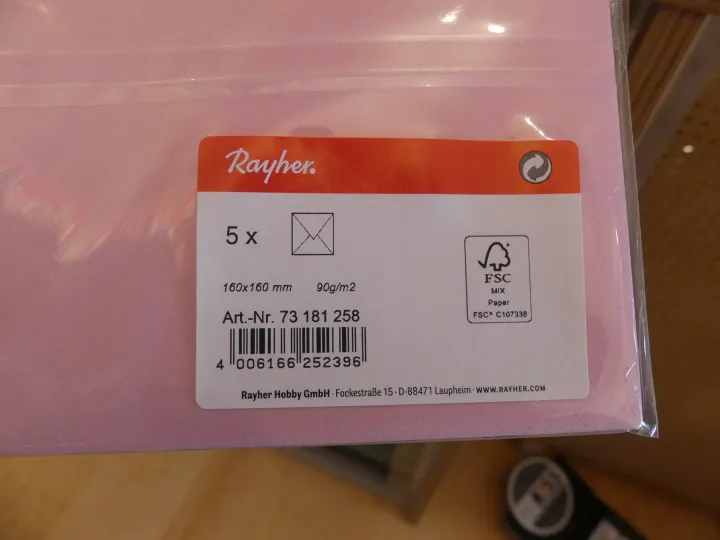 Rayher.
5 x
160x160 mm 90g/m2
Art.-Nr. 73 181 258
4 006166 252396
FSC
MIX
Paper
FSC® C107338
Rayher Hobby GmbH · Fockestraße 15 · D-88471 Laupheim · WWW.RAYHER.COM